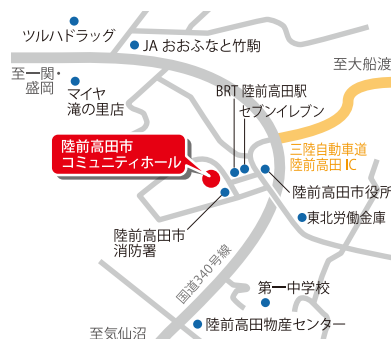 ツルハドラッグ
JA おおふなと竹駒
至一関・
盛岡
マイヤ
滝の里店
至大船渡
BRT 陸前高田駅
セブンイレブン
陸前高田市
コミュニティホール
三陸自動車道
陸前高田 IC
陸前高田市役所
東北労働金庫
陸前高田市
消防署
国道340号線
第一中学校
陸前高田物産センター
至気仙沼